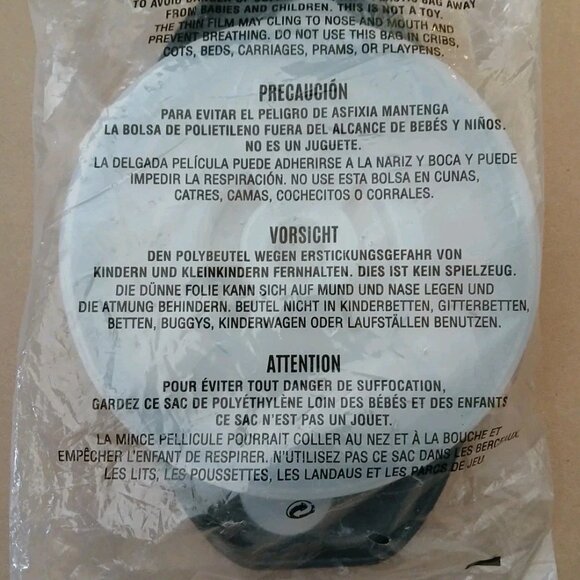 TO AVOID DANGER OF BAG AWAY
FROM BABIES AND CHILDREN. THIS IS NOT A TOY.
THE THIN FILM MAY CLING TO NOSE AND MOUTH AND
PREVENT BREATHING. DO NOT USE THIS BAG IN CRIBS,
COTS, BEDS, CARRIAGES, PRAMS, OR PLAYPENS.
PRECAUCIÓN
PARA EVITAR EL PELIGRO DE ASFIXIA MANTENGA
LA BOLSA DE POLIETILENO FUERA DEL ALCANCE DE BEBÉS Y NIÑOS.
NO ES UN JUGUETE.
LA DELGADA PELÍCULA PUEDE ADHERIRSE A LA NARIZ Y BOCA Y PUEDE
IMPEDIR LA RESPIRACIÓN. NO USE ESTA BOLSA EN CUNAS,
CATRES, CAMAS, COCHECITOS O CORRALES.
VORSICHT
DEN POLYBEUTEL WEGEN ERSTICKUNGSGEFAHR VON
KINDERN UND KLEINKINDERN FERNHALTEN. DIES IST KEIN SPIELZEUG.
DIE DÜNNE FOLIE KANN SICH AUF MUND UND NASE LEGEN UND
DIE ATMUNG BEHINDERN. BEUTEL NICHT IN KINDERBETTEN, GITTERBETTEN,
BETTEN, BUGGYS, KINDERWAGEN ODER LAUFSTÄLLEN BENUTZEN.
ATTENTION
POUR ÉVITER TOUT DANGER DE SUFFOCATION,
GARDEZ CE SAC DE POLYÉTHYLÈNE LOIN DES BÉBÉS ET DES ENFANTS
CE SAC N'EST PAS UN JOUET.
LA MINCE PELLICULE POURRAIT COLLER AU NEZ ET À LA BOUCHE ET
EMPÊCHER L'ENFANT DE RESPIRER. N'UTILISEZ PAS CE SAC DANS LES BERCEAUX
LES LITS, LES POUSSETTES, LES LANDAUS ET LES PARCS DE JEU